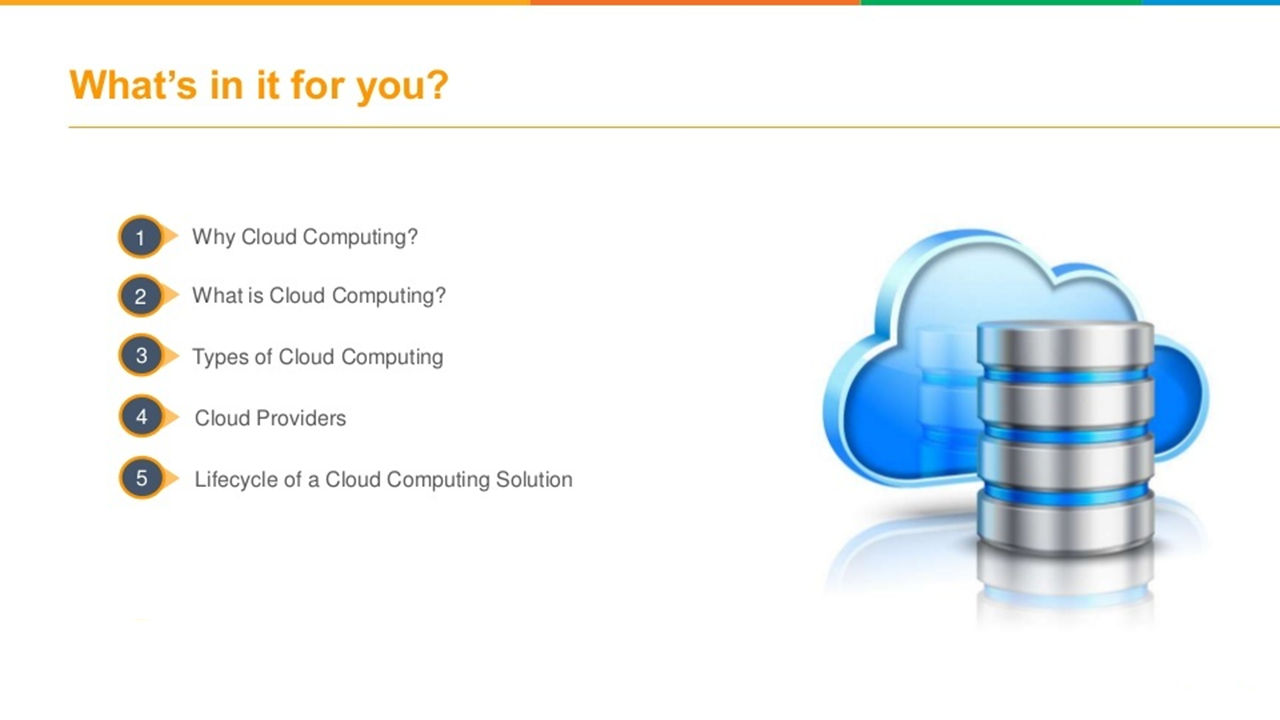 What's in it for you?
1 Why Cloud Computing?
2 What is Cloud Computing?
3 Types of Cloud Computing
4 Cloud Providers
5 Lifecycle of a Cloud Computing Solution